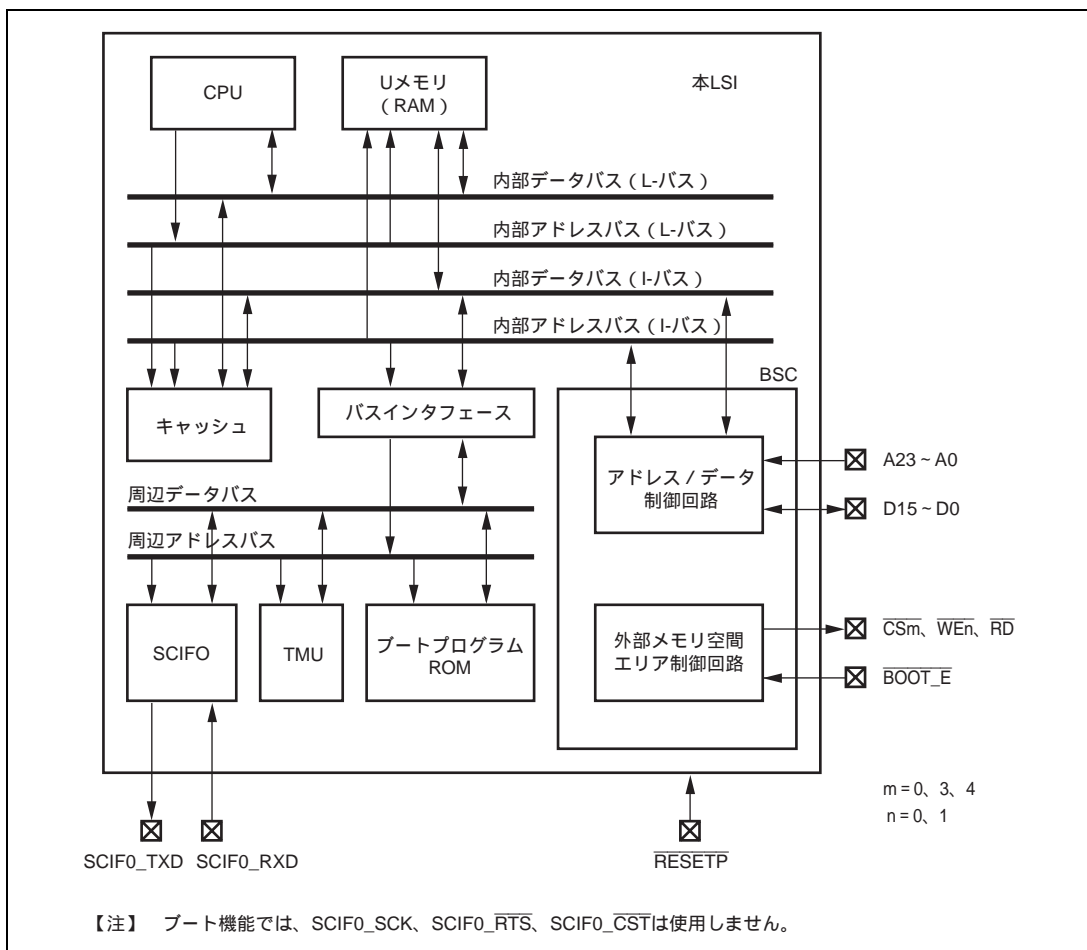 本LSI
CPU
Uメモリ
（RAM）
内部データバス（L-バス）
内部アドレスバス（L-バス）
内部データバス（I-バス）
内部アドレスバス（I-バス）
BSC
キャッシュ
バスインタフェース
アドレス／データ
制御回路
A23～A0
D15～D0
周辺データバス
周辺アドレスバス
SCIFO
TMU
ブートプログラム
ROM
外部メモリ空間
エリア制御回路
CSm、WEn、RD
BOOT_E
m = 0、3、4
n = 0、1
SCIF0_TXD SCIF0_RXD
RESETP
【注】 ブート機能では、SCIF0_SCK、SCIF0_RTS、SCIF0_CSTは使用しません。